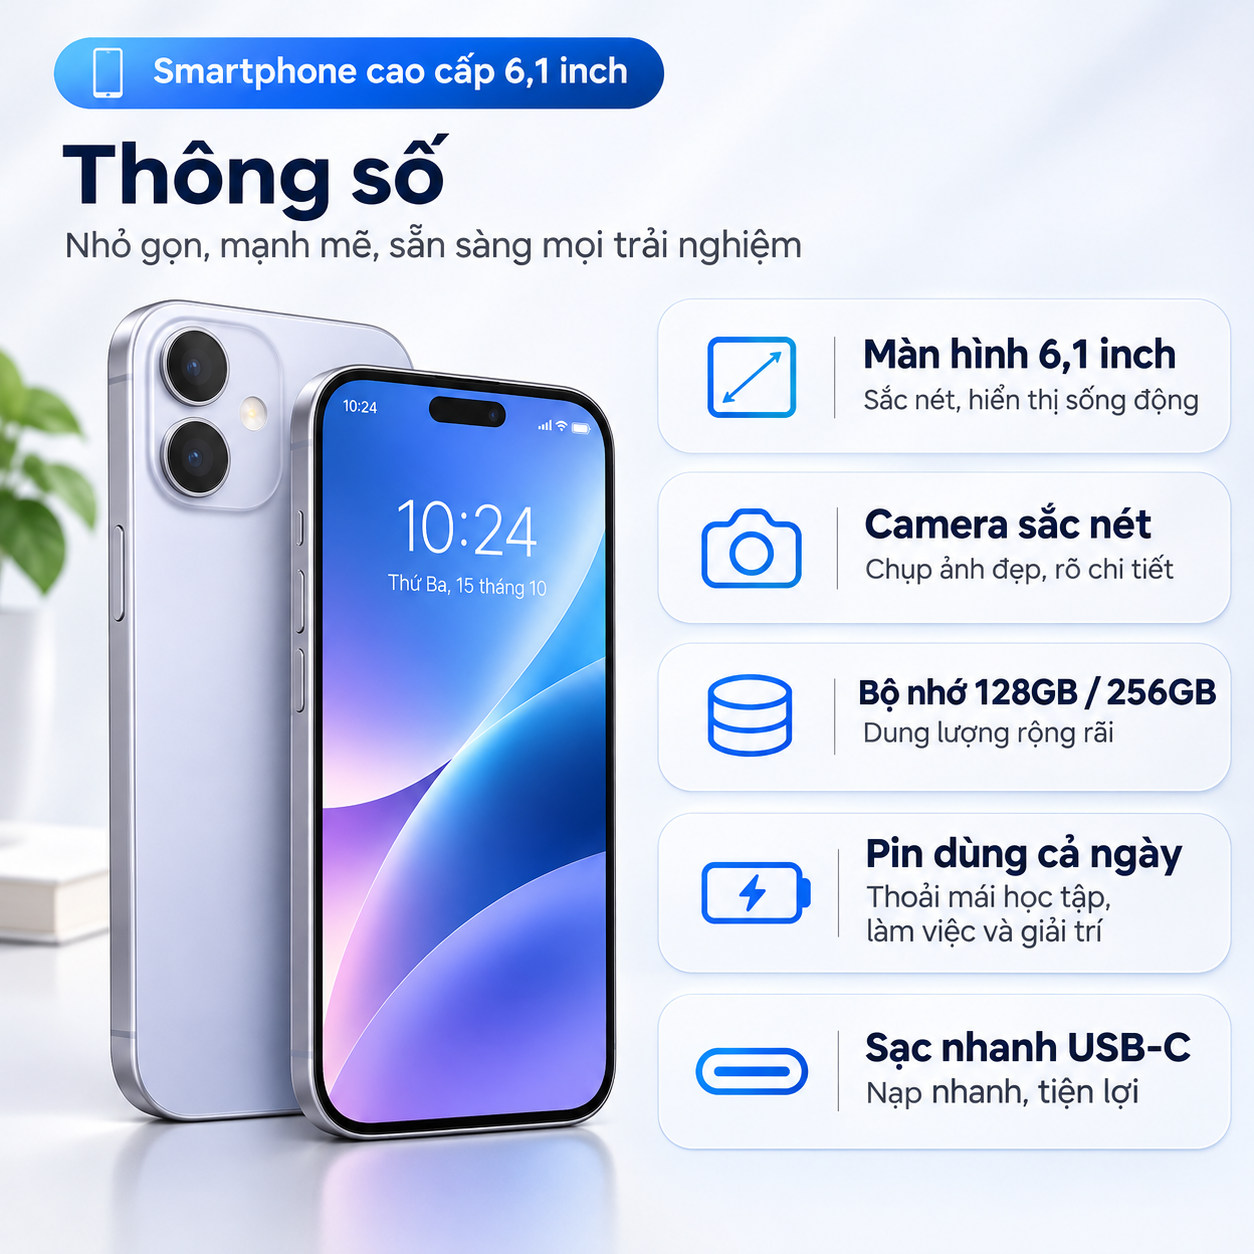 Smartphone cao cấp 6,1 inch
Thông số
Nhỏ gọn, mạnh mẽ, sẵn sàng mọi trải nghiệm
10:24
10:24
Thứ Ba, 15 tháng 10
Màn hình 6,1 inch
Sắc nét, hiển thị sống động
Camera sắc nét
Chụp ảnh đẹp, rõ chi tiết
Bộ nhớ 128GB / 256GB
Dung lượng rộng rãi
Pin dùng cả ngày
Thoải mái học tập,
làm việc và giải trí
Sạc nhanh USB-C
Nạp nhanh, tiện lợi